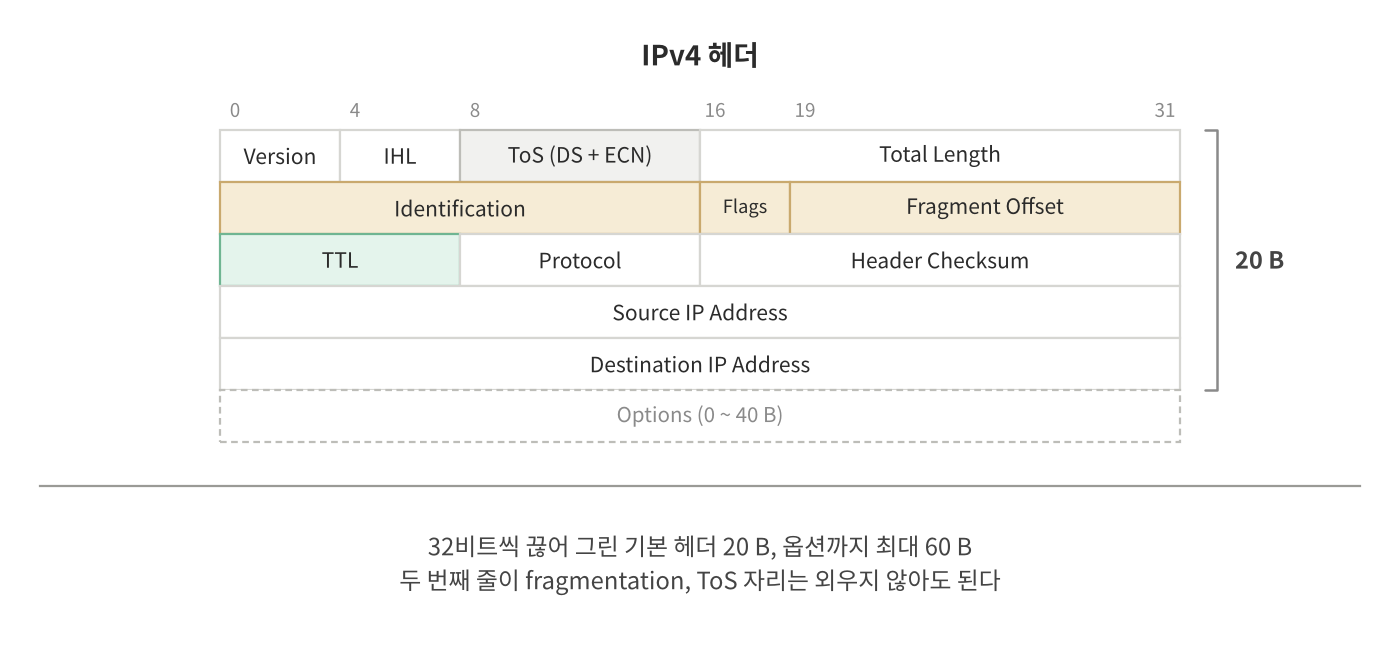 IPv4 헤더
0 4 8 16 19 31
Version IHL ToS (DS + ECN) Total Length
Identification Flags Fragment Offset
TTL Protocol Header Checksum
20 B
Source IP Address
Destination IP Address
Options (0 ~ 40 B)
32비트씩 끊어 그린 기본 헤더 20 B, 옵션까지 최대 60 B
두 번째 줄이 fragmentation, ToS 자리는 외우지 않아도 된다